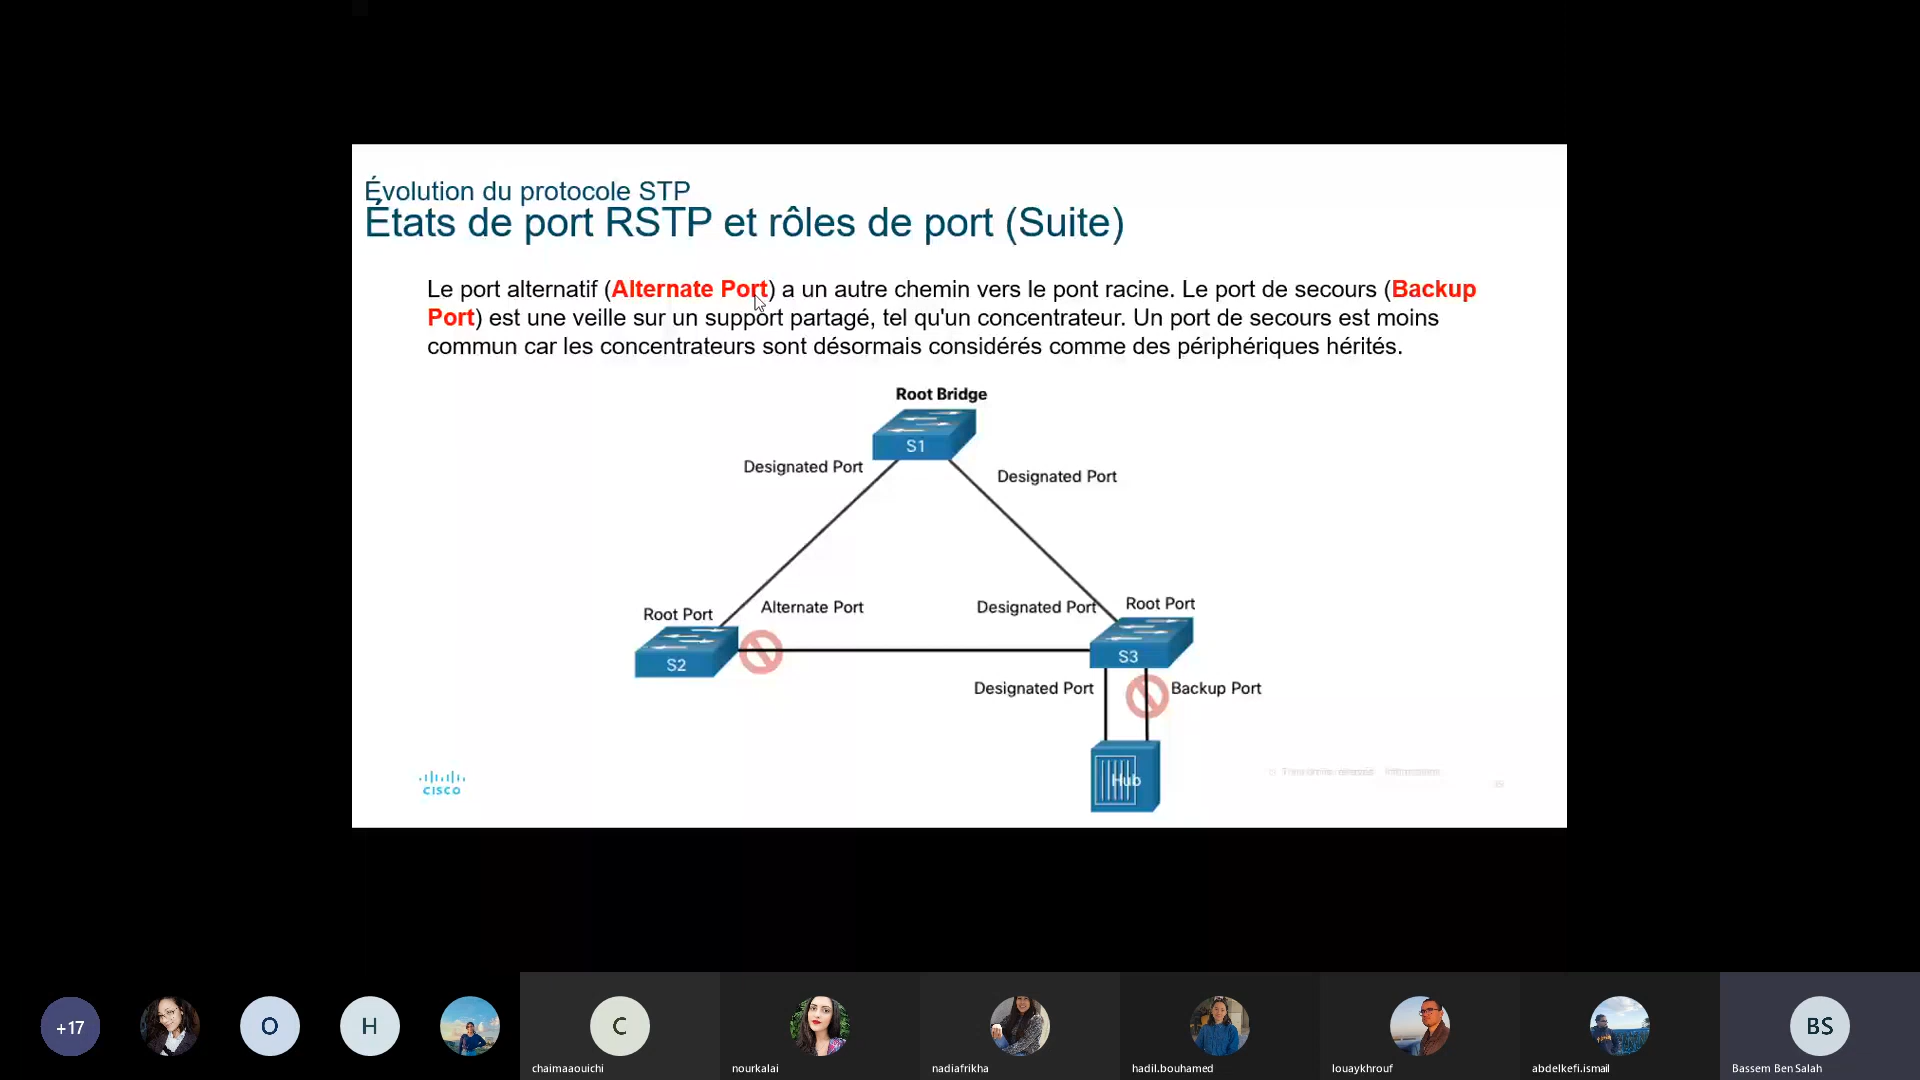 Évolution du protocole STP
États de port RSTP et rôles de port (Suite)
Le port alternatif (Alternate Port) a un autre chemin vers le pont racine. Le port de secours (Backup
Port) est une veille sur un support partagé, tel qu'un concentrateur. Un port de secours est moins
commun car les concentrateurs sont désormais considérés comme des périphériques hérités.
Root Bridge
S1
Designated Port
Designated Port
Root Port
Alternate Port
Designated Port
Root Port
S2
S3
Designated Port
Backup Port
Hub
CISCO
+17
O
H
C
BS
chaimaaouichi
nourkalai
nadiafrikha
hadil.bouhamed
louaykhrouf
abdelkefi.ismail
Bassem Ben Salah